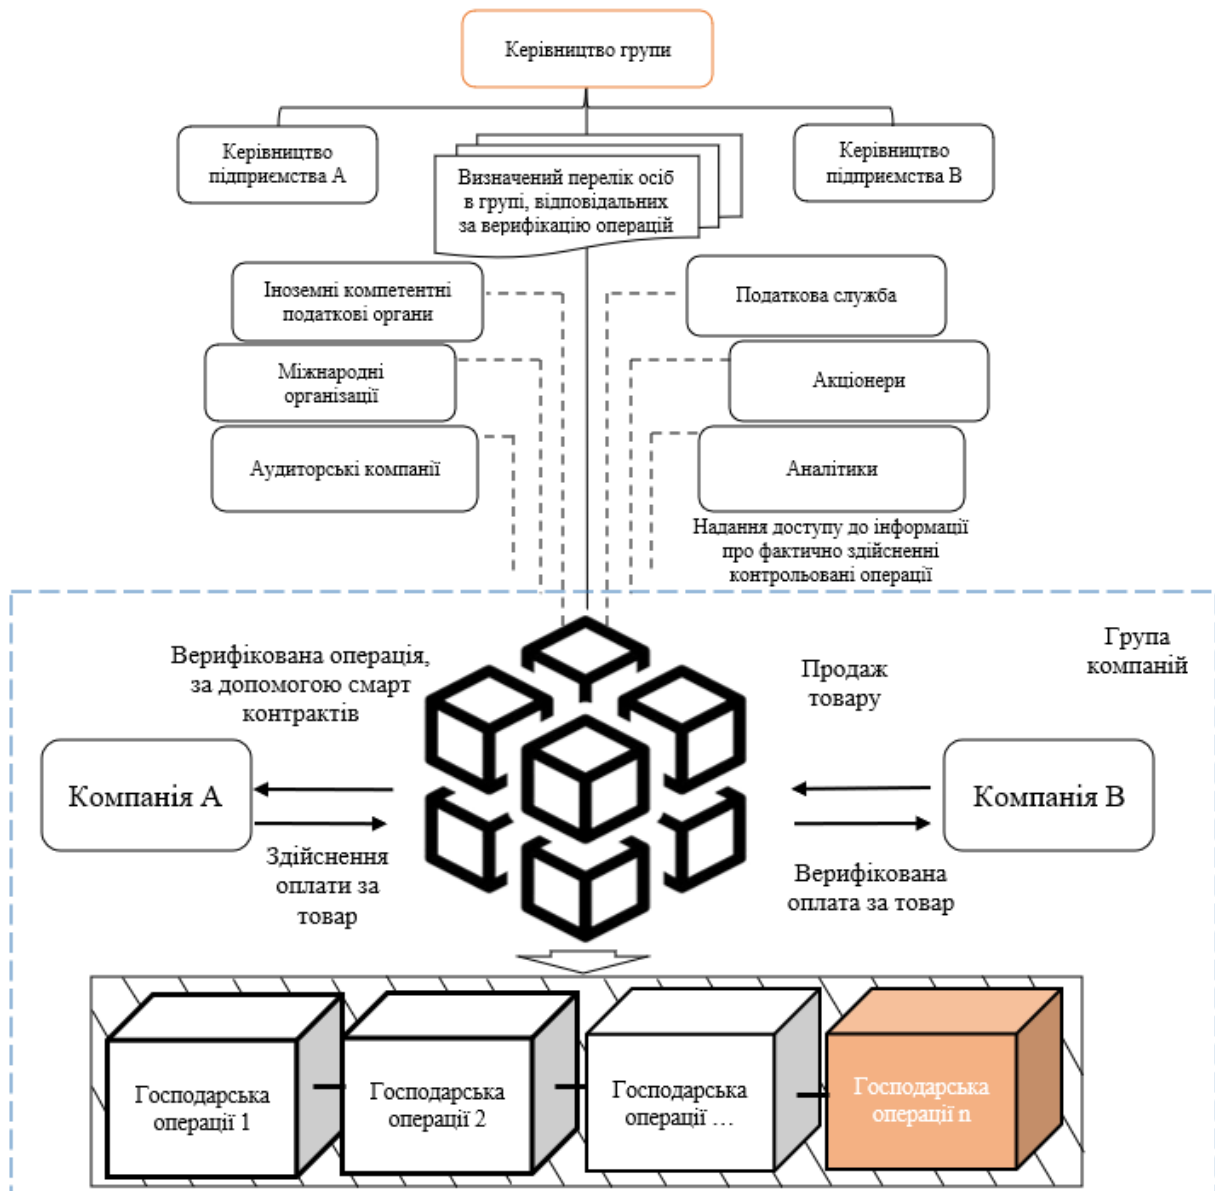 Керівництво групи
Керівництво
підприємства А
Визначений перелік осіб
в групі, відповідальних
за верифікацію операцій
Керівництво
підприємства В
Іноземні компетентні
податкові органи
Податкова служба
Міжнародні
організації
Акціонери
Аудиторські компанії
Аналітики
Надання доступу до інформації
про фактично здійсненні
контрольовані операції
Верифікована операція,
за допомогою смарт
контрактів
Продаж
товару
Група
компаній
Компанія А
Компанія В
Здійснення
оплати за
товар
Верифікована
оплата за товар
Господарська
операції 1
Господарська
операції 2
Господарська
операції ...
Господарська
операції n